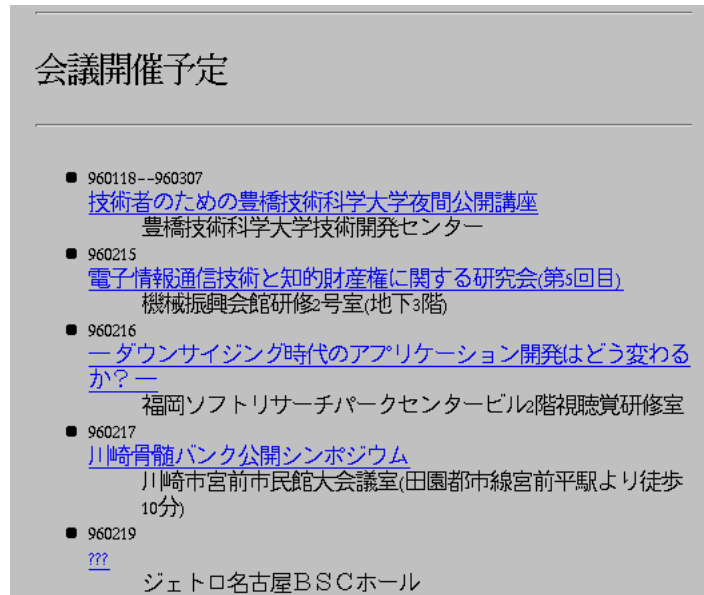 会議開催予定
960118--960307
技術者のための豊橋技術科学大学夜間公開講座
豊橋技術科学大学技術開発センター
960215
電子情報通信技術と知的財産権に関する研究会(第5回目)
機械振興会館研修2号室(地下3階)
960216
― ダウンサイジング時代のアプリケーション開発はどう変わる
か？ ―
福岡ソフトリサーチパークセンタービル2階視聴覚研修室
960217
川崎骨髄バンク公開シンポジウム
川崎市宮前市民館大会議室(田園都市線宮前平駅より徒歩
10分)
960219
???
ジェトロ名古屋ＢＳＣホール